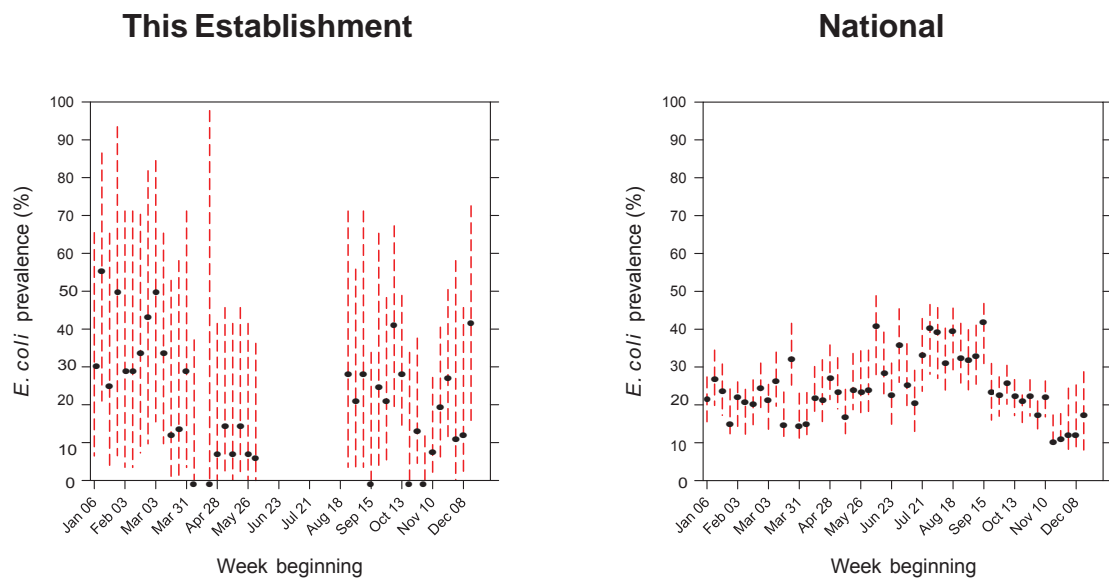 This Establishment
National
100
90
80
70
60
50
40
30
20
10
0
E. coli prevalence (%)
Jan 06
Feb 03
Mar 03
Mar 31
Apr 28
May 26
Jun 23
Jul 21
Aug 18
Sep 15
Oct 13
Nov 10
Dec 08
Week beginning
100
90
80
70
60
50
40
30
20
10
0
E. coli prevalence (%)
Jan 06
Feb 03
Mar 03
Mar 31
Apr 28
May 26
Jun 23
Jul 21
Aug 18
Sep 15
Oct 13
Nov 10
Dec 08
Week beginning